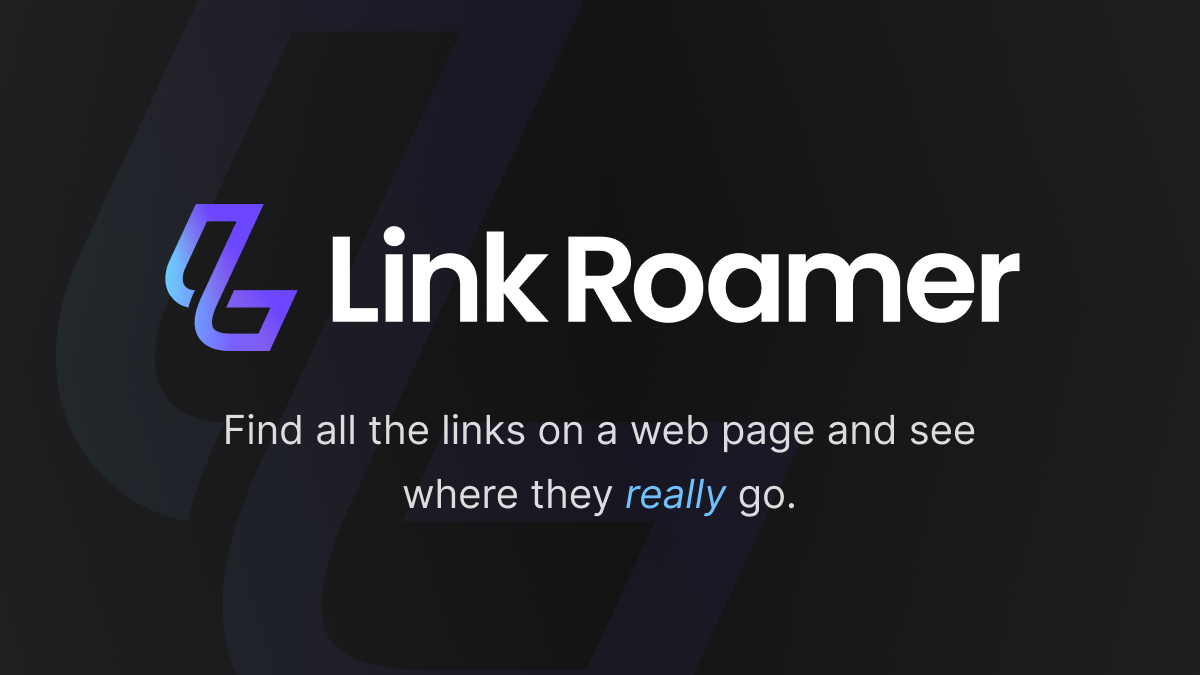 Link Roamer
Find all the links on a web page and see
where they really go.